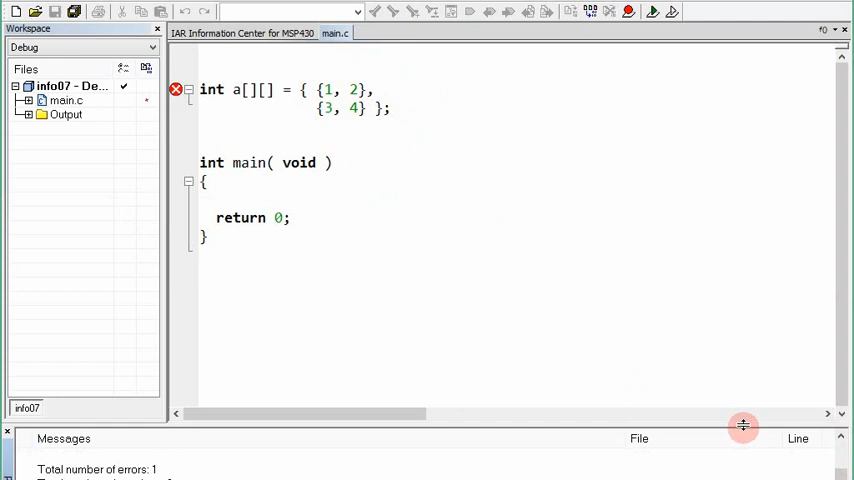 Workspace
IAR Information Center for MSP430 main.c
f0
Debug
Files
info07 - De...
main.c
Output
int a[][] = { {1, 2},
{3, 4} };
int main( void )
{
return 0;
}
info07
Messages File Line
Total number of errors: 1